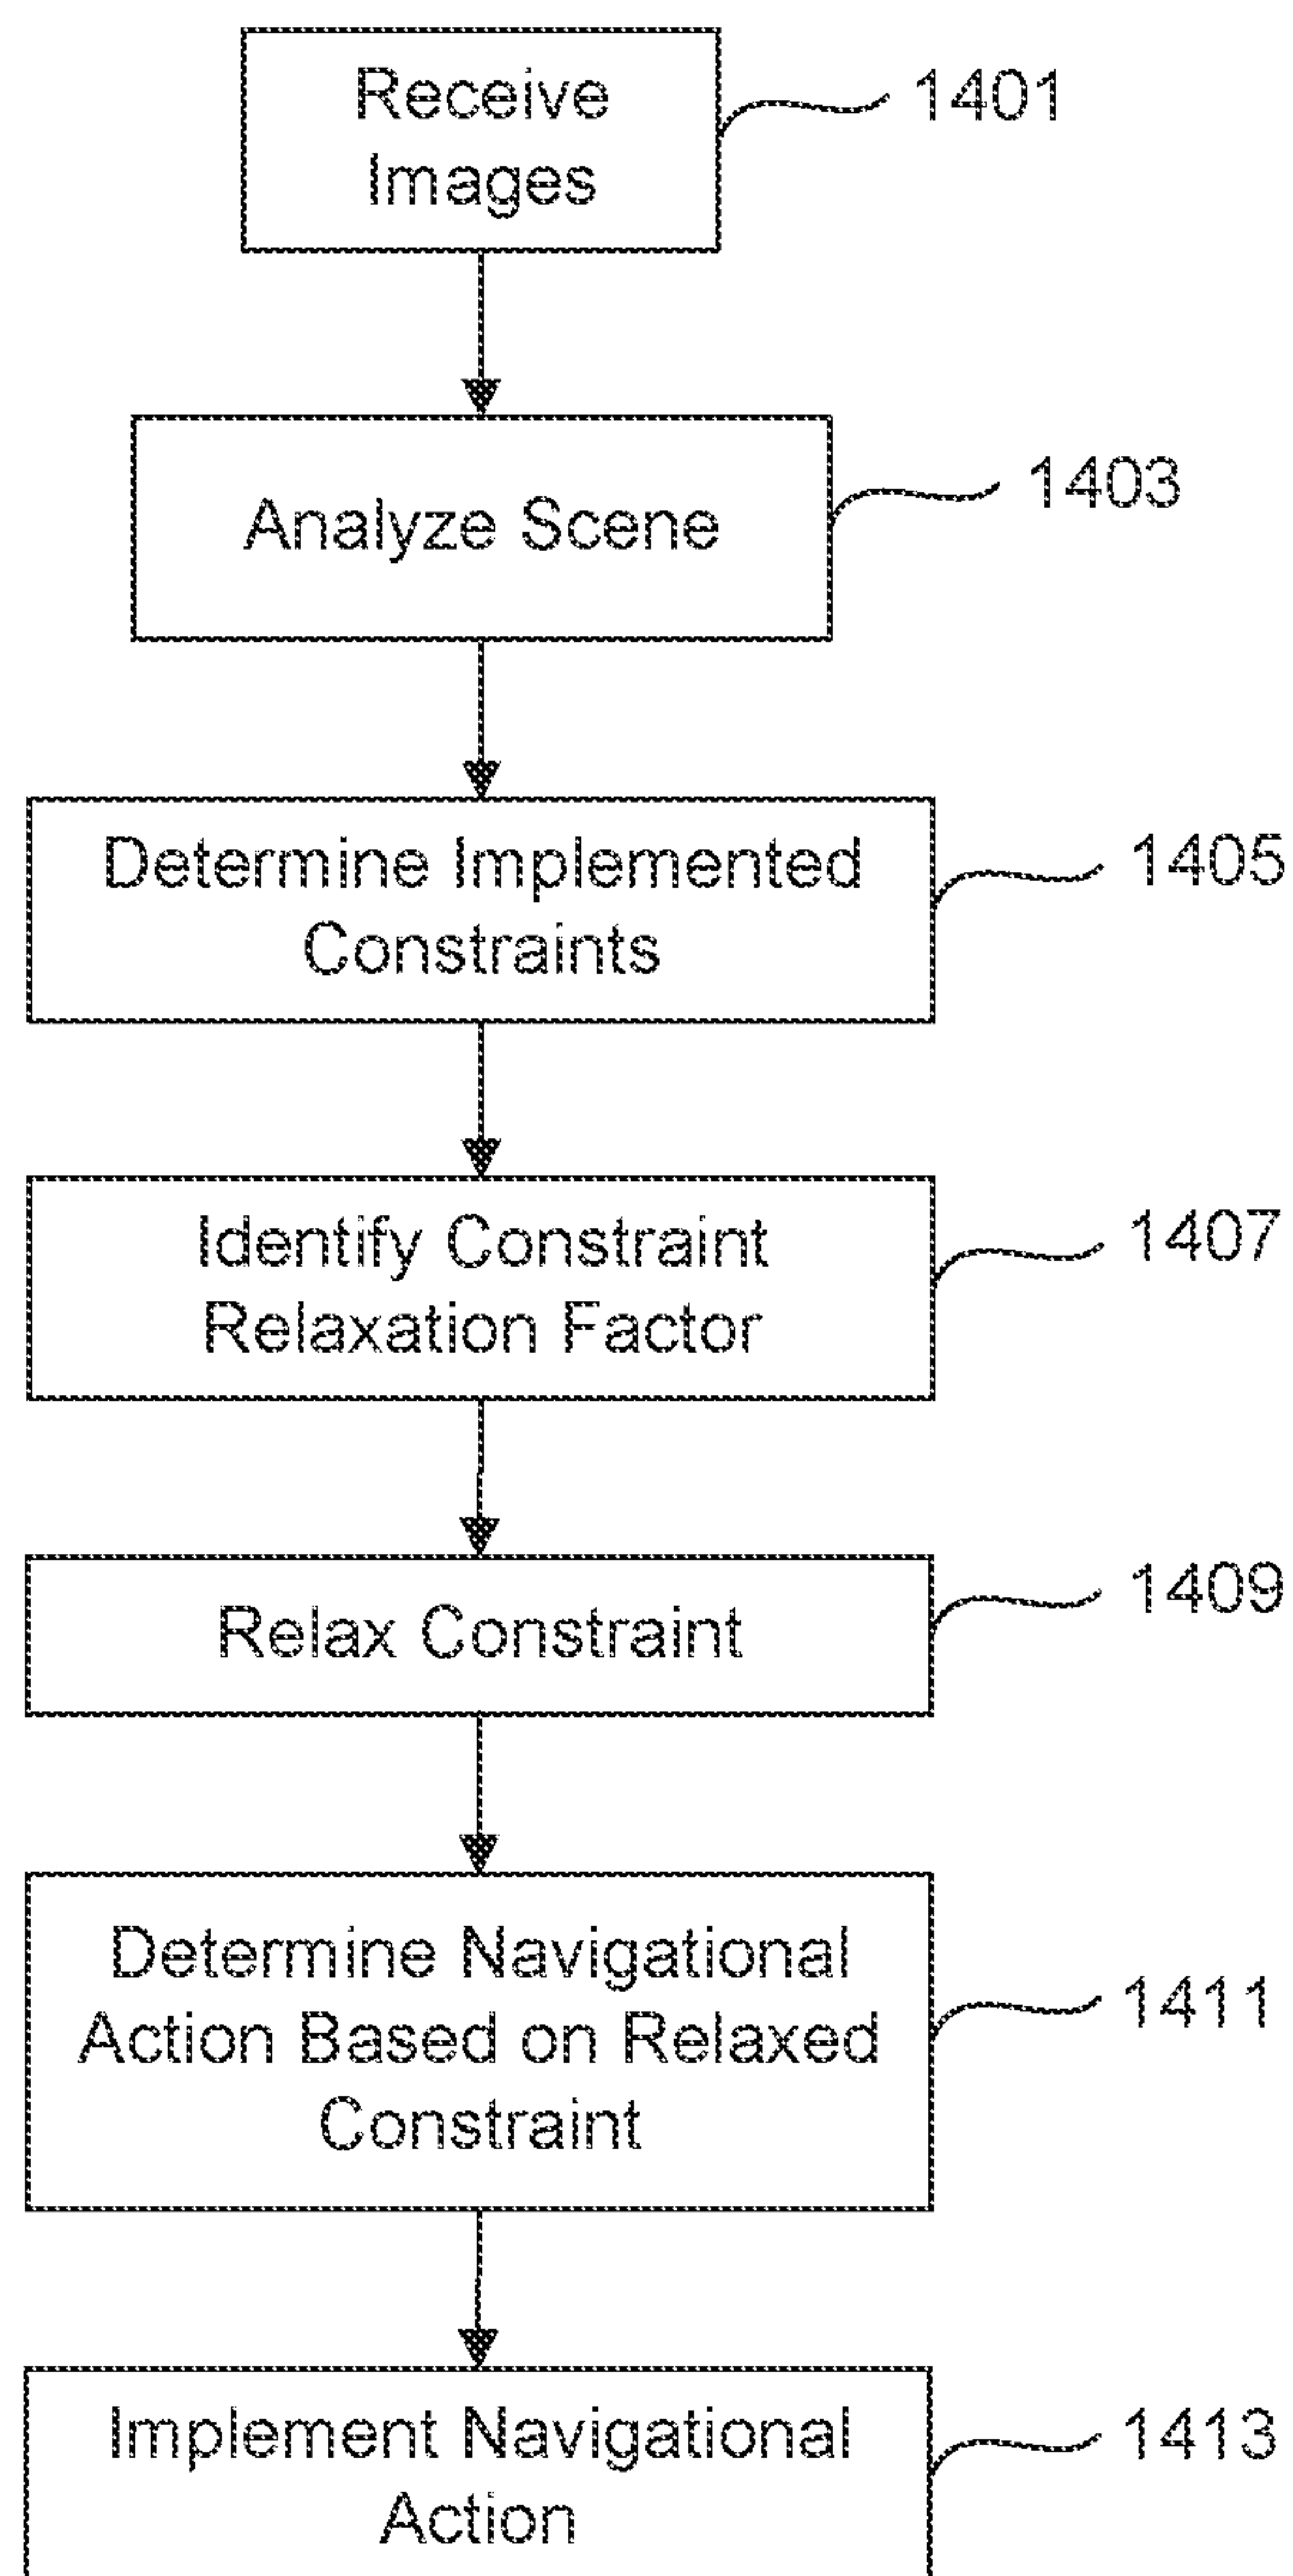 Receive
Images
1401
Analyze Scene
1403
Determine Implemented
Constraints
1405
Identify Constraint
Relaxation Factor
1407
Relax Constraint
1409
Determine Navigational
Action Based on Relaxed
Constraint
1411
Implement Navigational
Action
1413